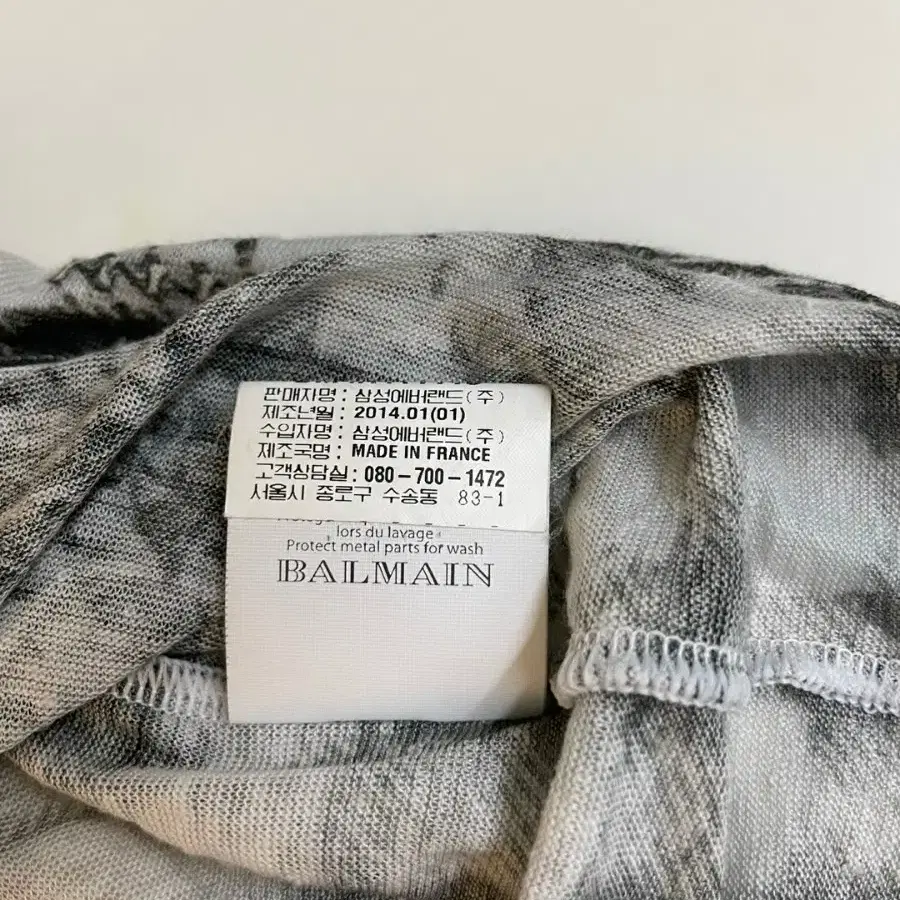 판매자명 : 삼성에버랜드(주)
제조년월 : 2014.01(01)
수입자명 : 삼성에버랜드(주)
제조국명 : MADE IN FRANCE
고객상담실 : 080-700-1472
서울시 종로구 수송동 83-1
lors du lavage
Protect metal parts for wash
BALMAIN